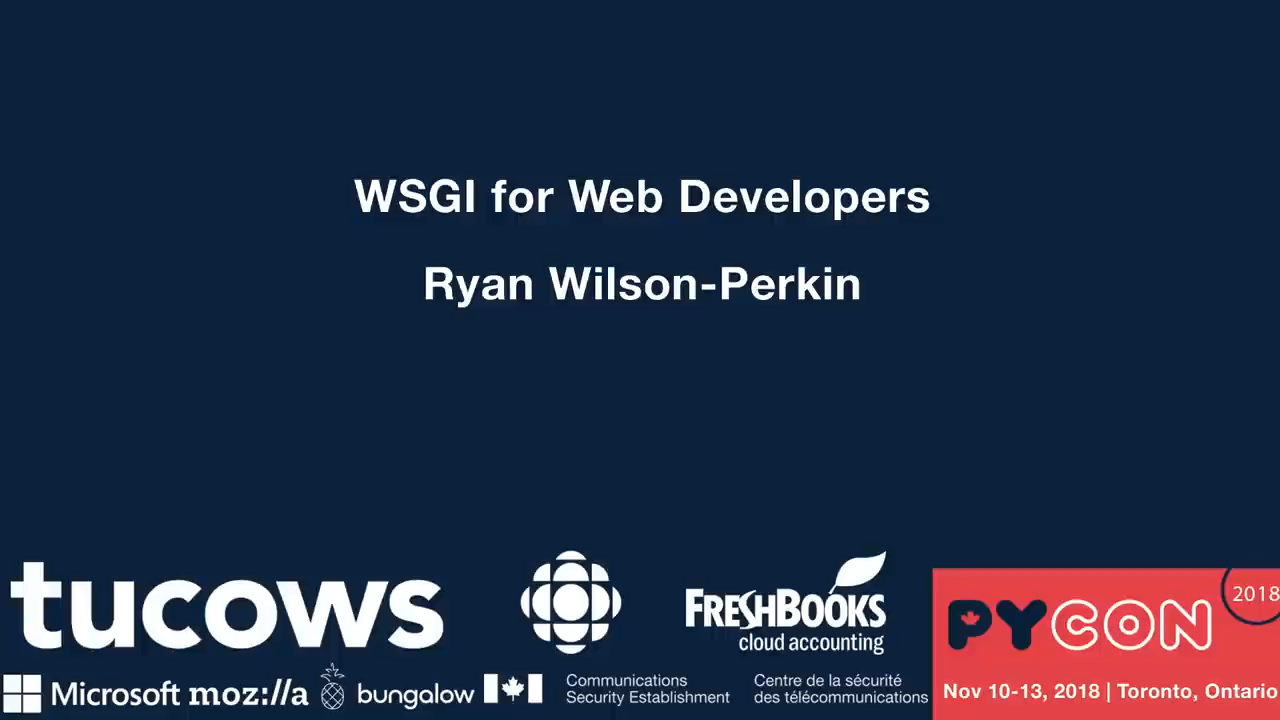 WSGI for Web Developers
Ryan Wilson-Perkin
tucows
FRESHBOOKS
cloud accounting
2018
PYCON
Microsoft
moz://a
bungalow
Communications
Security Establishment
Centre de la sécurité
des télécommunications
Nov 10-13, 2018 | Toronto, Ontario